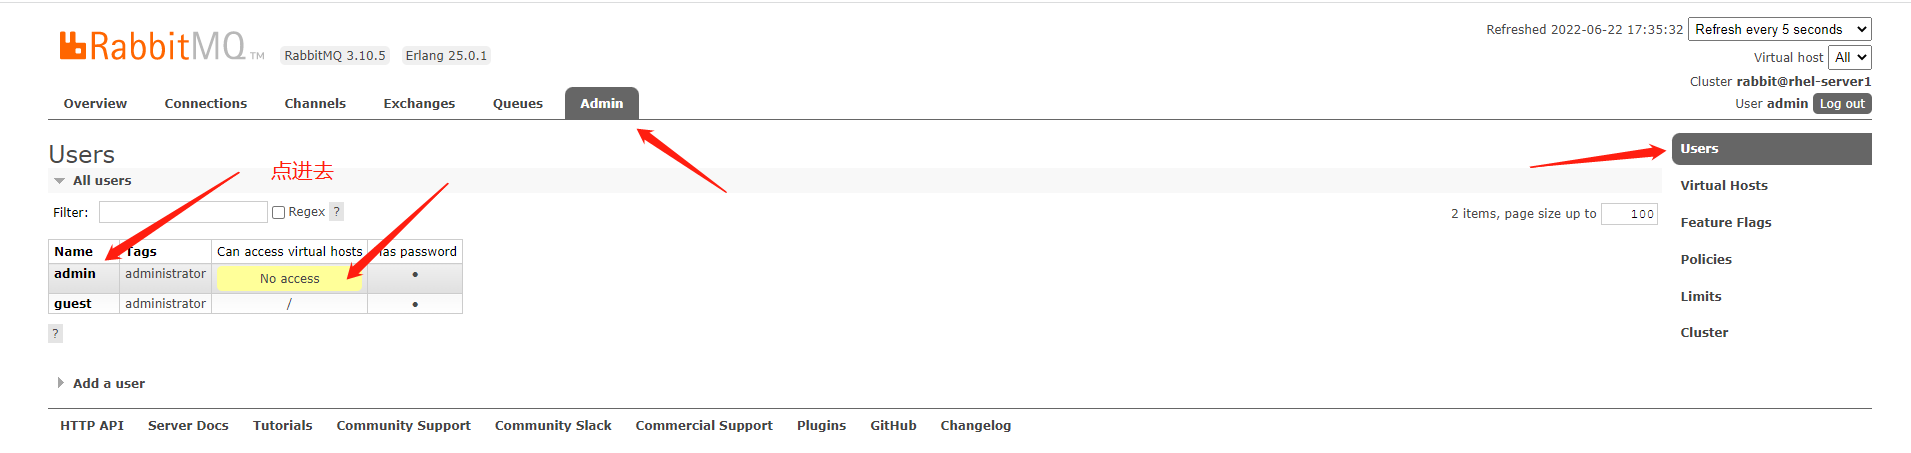 Refreshed 2022-06-22 17:35:32 Refresh every 5 seconds
RabbitMQ TM RabbitMQ 3.10.5 Erlang 25.0.1
Virtual host All
Cluster rabbit@rhel-server1
User admin Log out
Overview Connections Channels Exchanges Queues Admin
Users
点进去
All users
Filter: Regex ?
2 items, page size up to 100
Name Tags Can access virtual hosts as password
admin administrator No access •
guest administrator / •
?
Add a user
Users
Virtual Hosts
Feature Flags
Policies
Limits
Cluster
HTTP API Server Docs Tutorials Community Support Community Slack Commercial Support Plugins GitHub Changelog